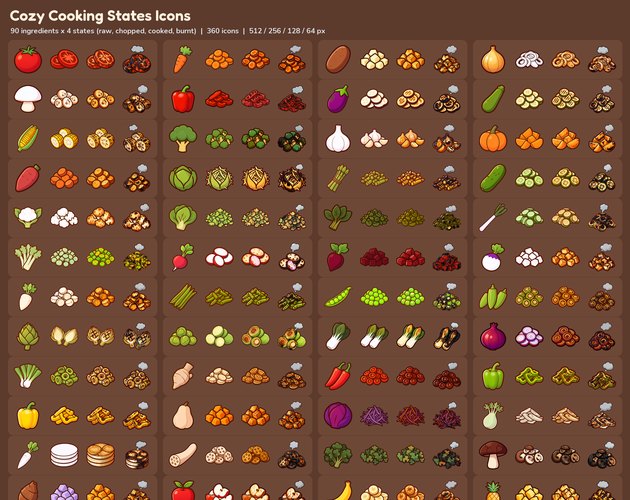 Cozy Cooking States Icons
90 ingredients x 4 states (raw, chopped, cooked, burnt) | 360 icons | 512 / 256 / 128 / 64 px